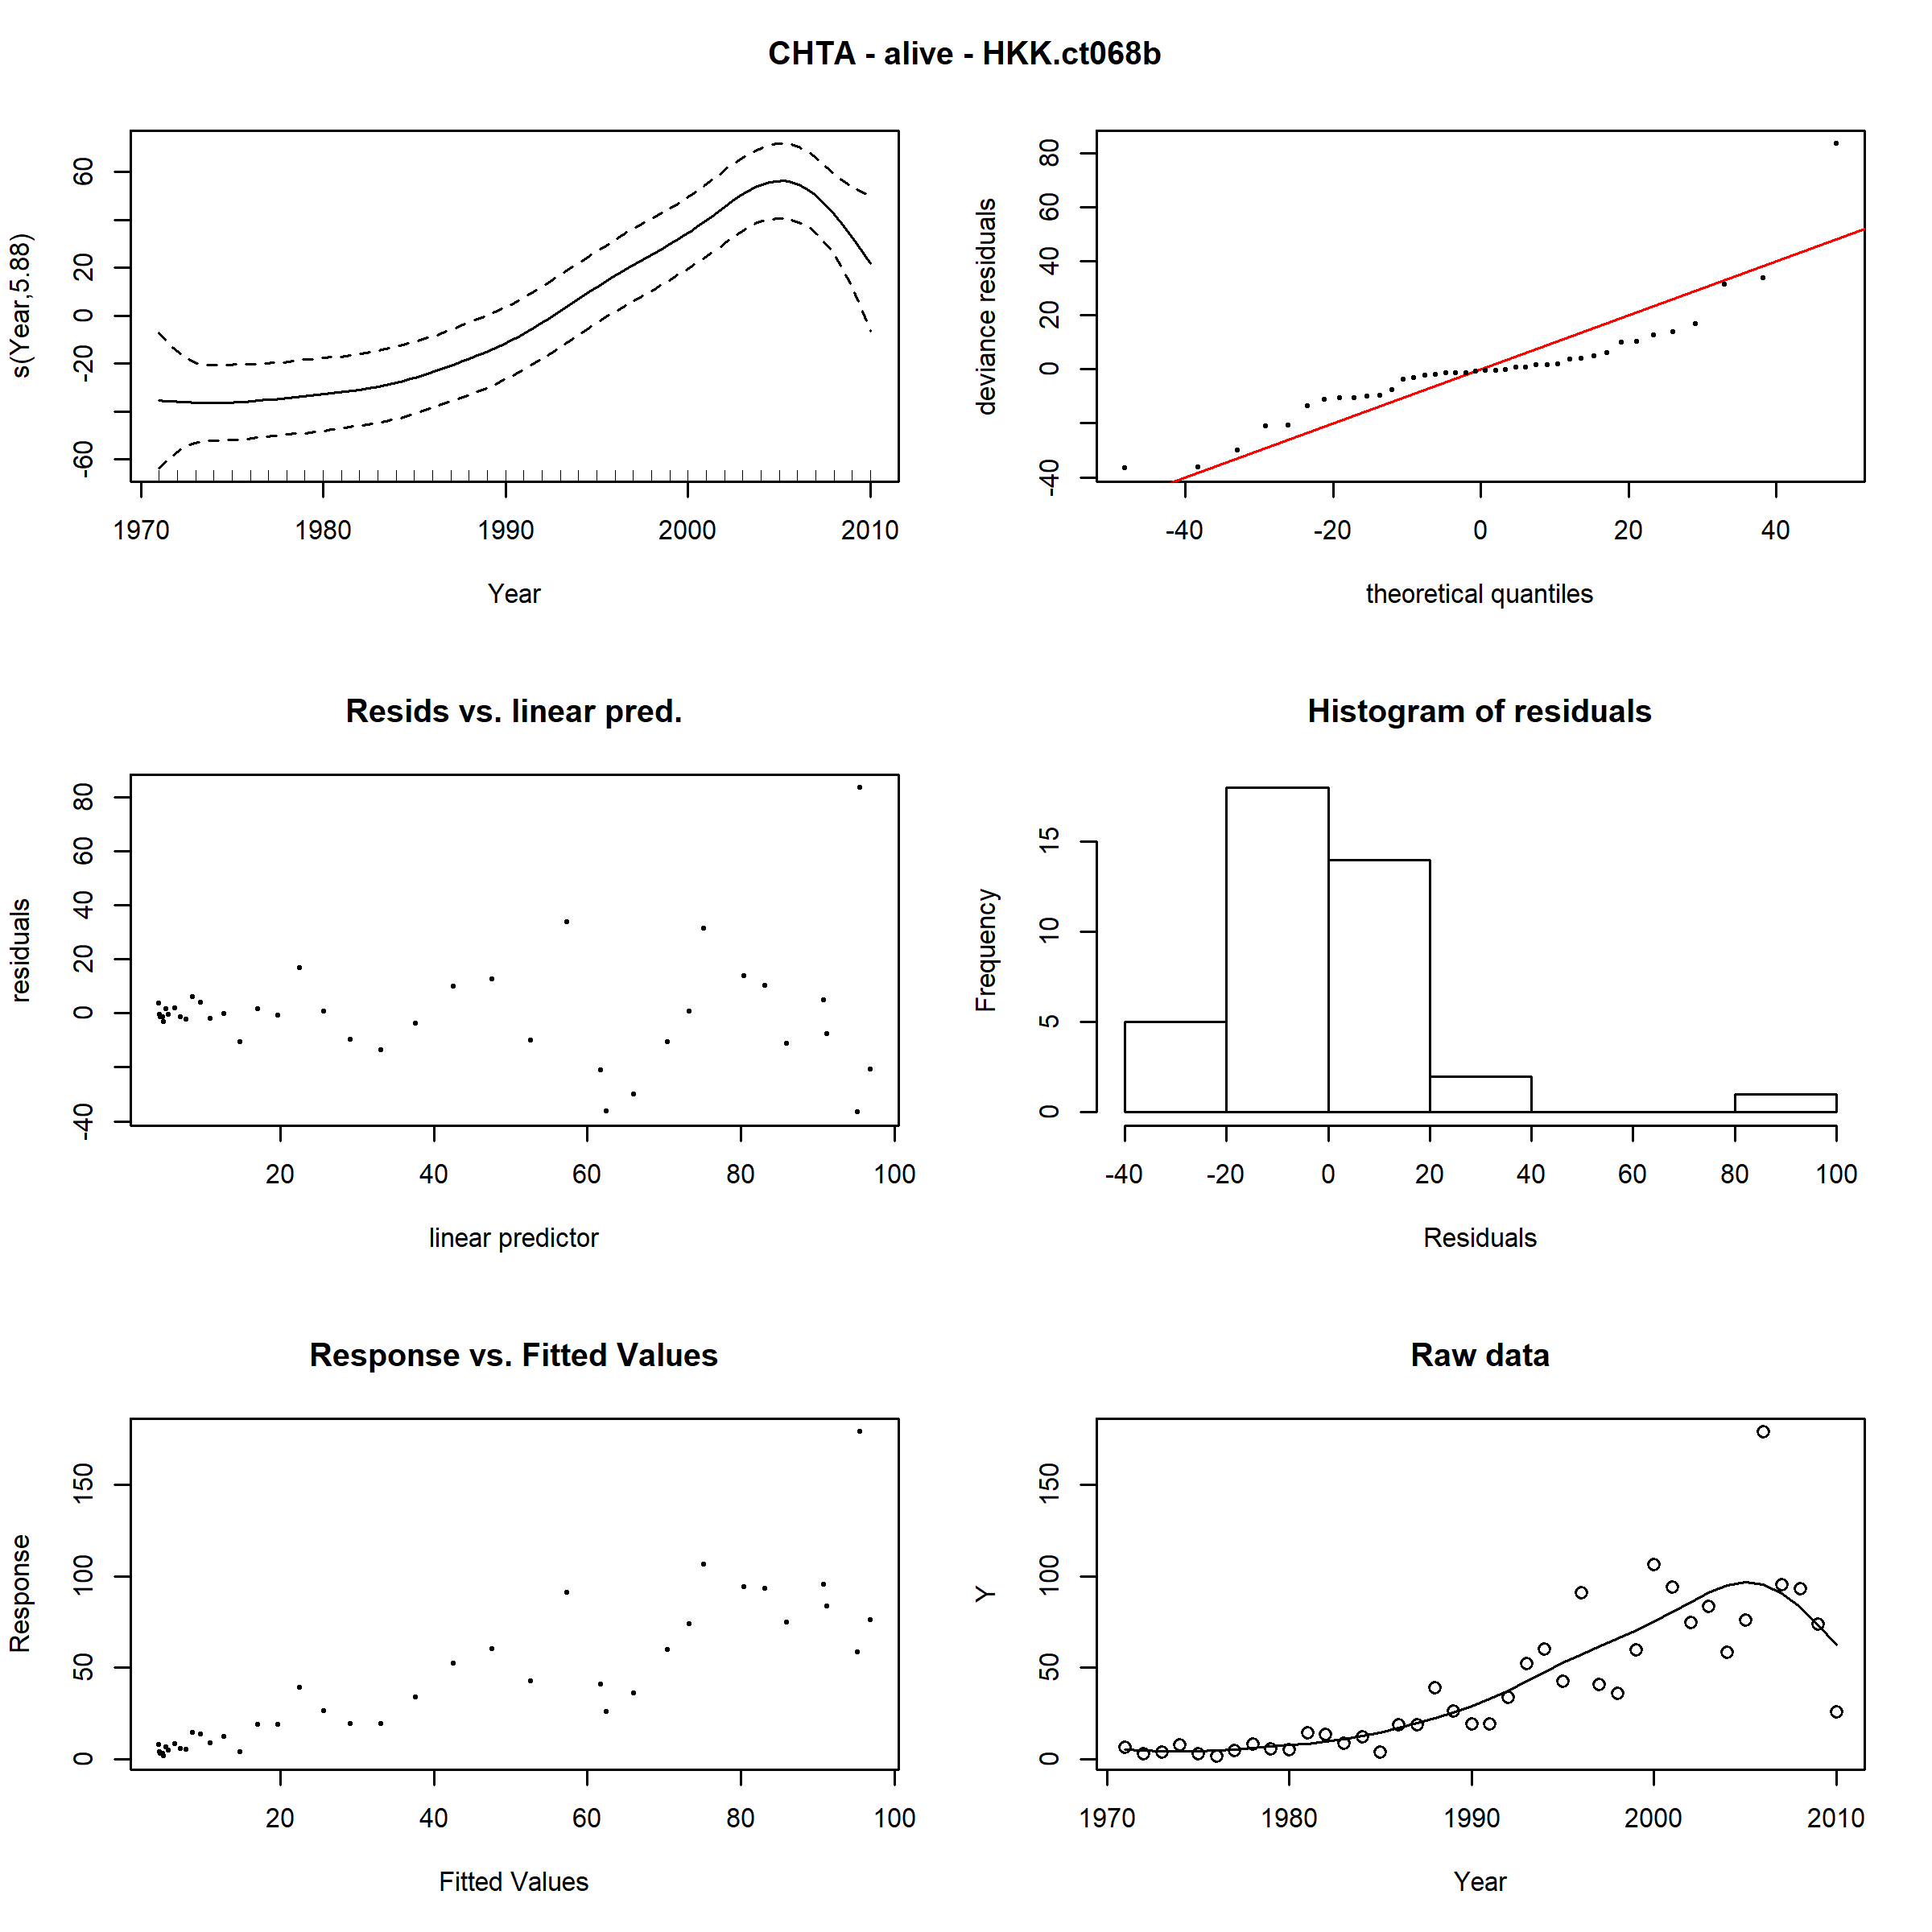 CHTA - alive - HKK.ct068b
s(Year,5.88)
60
20
0
-20
-60
1970 1980 1990 2000 2010
Year
deviance residuals
80
60
40
20
0
-40
-40 -20 0 20 40
theoretical quantiles
Resids vs. linear pred.
residuals
80
60
40
20
0
-40
20 40 60 80 100
linear predictor
Histogram of residuals
Frequency
15
10
5
0
-40 -20 0 20 40 60 80 100
Residuals
Response vs. Fitted Values
Response
150
100
50
0
20 40 60 80 100
Fitted Values
Raw data
Y
150
100
50
0
1970 1980 1990 2000 2010
Year